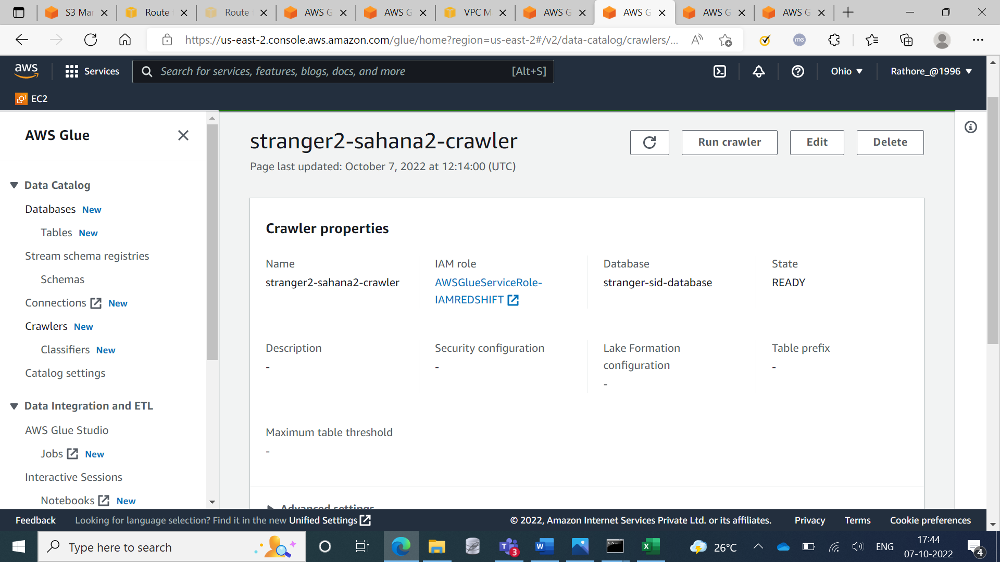 S3 Mar
Route
Route
AWS G
AWS G
VPC M
AWS G
AWS G
AWS G
AWS G
https://us-east-2.console.aws.amazon.com/glue/home?region=us-east-2#/v2/data-catalog/crawlers/...
me
aws
Services
Search for services, features, blogs, docs, and more
[Alt+S]
Ohio
Rathore_@1996
EC2
AWS Glue
Data Catalog
Databases New
Tables New
Stream schema registries
Schemas
Connections New
Crawlers New
Classifiers New
Catalog settings
Data Integration and ETL
AWS Glue Studio
Jobs New
Interactive Sessions
Notebooks New
stranger2-sahana2-crawler
Run crawler
Edit
Delete
Page last updated: October 7, 2022 at 12:14:00 (UTC)
Crawler properties
Name
stranger2-sahana2-crawler
IAM role
AWSGlueServiceRole-
IAMREDSHIFT
Database
stranger-sid-database
State
READY
Description
-
Security configuration
-
Lake Formation
configuration
-
Table prefix
-
Maximum table threshold
-
Advanced settings
Feedback
Looking for language selection? Find it in the new Unified Settings
© 2022, Amazon Internet Services Private Ltd. or its affiliates.
Privacy
Terms
Cookie preferences
Type here to search
3
26°C
ENG
17:44
07-10-2022
4